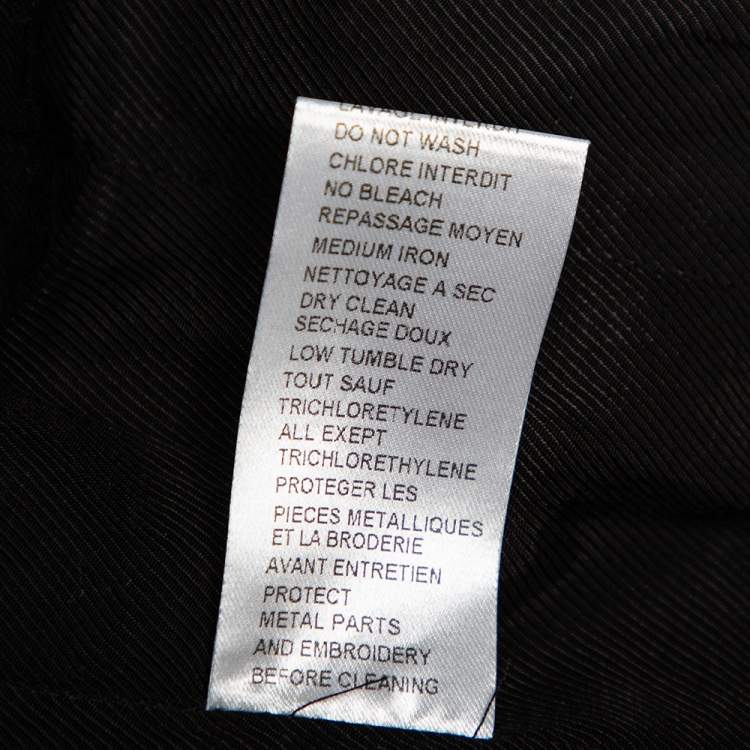 LAVAGE INTERDIT
DO NOT WASH
CHLORE INTERDIT
NO BLEACH
REPASSAGE MOYEN
MEDIUM IRON
NETTOYAGE A SEC
DRY CLEAN
SECHAGE DOUX
LOW TUMBLE DRY
TOUT SAUF
TRICHLORETYLENE
ALL EXEPT
TRICHLORETHYLENE
PROTEGER LES
PIECES METALLIQUES
ET LA BRODERIE
AVANT ENTRETIEN
PROTECT
METAL PARTS
AND EMBROIDERY
BEFORE CLEANING